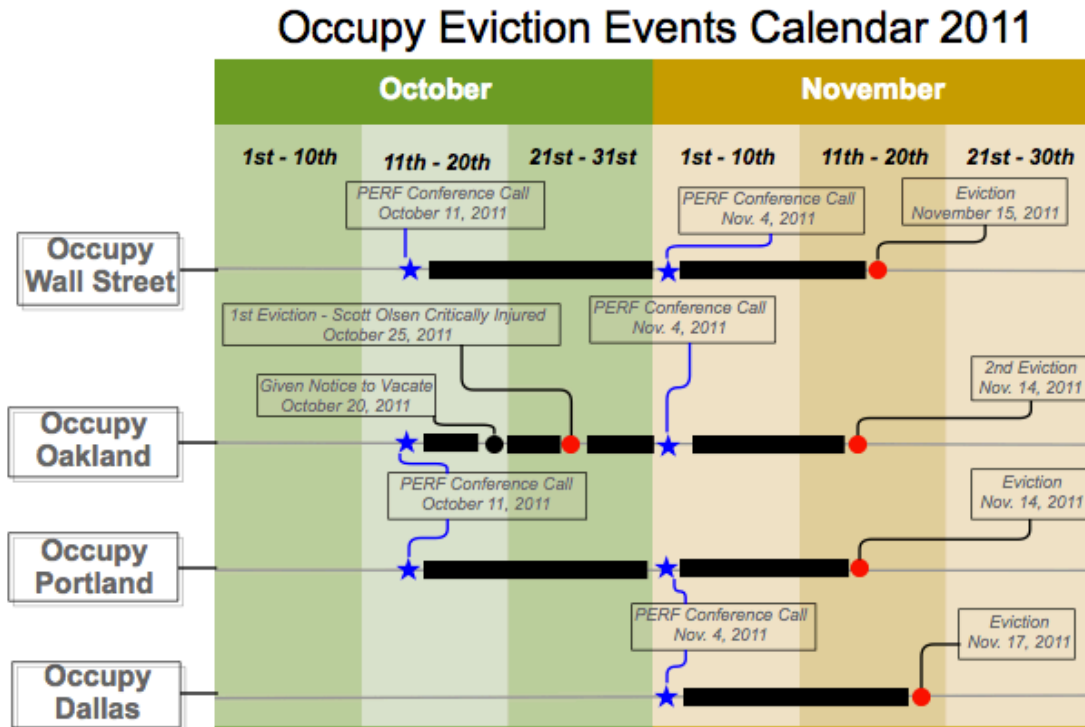 Occupy Eviction Events Calendar 2011
October
November
1st - 10th
11th - 20th
21st - 31st
1st - 10th
11th - 20th
21st - 30th
PERF Conference Call
October 11, 2011
PERF Conference Call
Nov. 4, 2011
Eviction
November 15, 2011
Occupy
Wall Street
1st Eviction - Scott Olsen Critically Injured
October 25, 2011
PERF Conference Call
Nov. 4, 2011
Given Notice to Vacate
October 20, 2011
2nd Eviction
Nov. 14, 2011
Occupy
Oakland
PERF Conference Call
October 11, 2011
Eviction
Nov. 14, 2011
Occupy
Portland
PERF Conference Call
Nov. 4, 2011
Eviction
Nov. 17, 2011
Occupy
Dallas